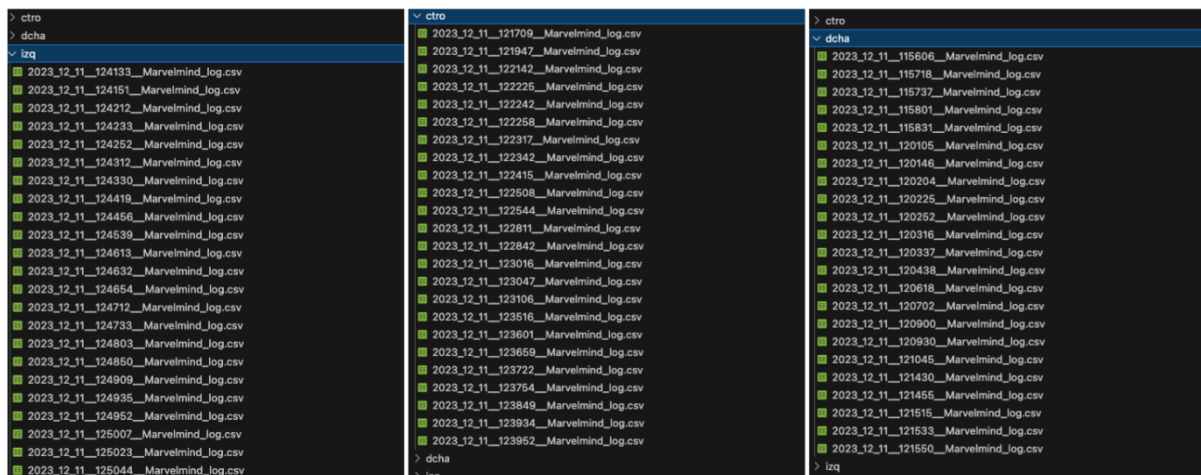 ctro
dcha
izq
2023_12_11__124133__Marvelmind_log.csv
2023_12_11__124151__Marvelmind_log.csv
2023_12_11__124212__Marvelmind_log.csv
2023_12_11__124233__Marvelmind_log.csv
2023_12_11__124252__Marvelmind_log.csv
2023_12_11__124312__Marvelmind_log.csv
2023_12_11__124330__Marvelmind_log.csv
2023_12_11__124419__Marvelmind_log.csv
2023_12_11__124456__Marvelmind_log.csv
2023_12_11__124539__Marvelmind_log.csv
2023_12_11__124613__Marvelmind_log.csv
2023_12_11__124632__Marvelmind_log.csv
2023_12_11__124654__Marvelmind_log.csv
2023_12_11__124712__Marvelmind_log.csv
2023_12_11__124733__Marvelmind_log.csv
2023_12_11__124803__Marvelmind_log.csv
2023_12_11__124850__Marvelmind_log.csv
2023_12_11__124909__Marvelmind_log.csv
2023_12_11__124935__Marvelmind_log.csv
2023_12_11__124952__Marvelmind_log.csv
2023_12_11__125007__Marvelmind_log.csv
2023_12_11__125023__Marvelmind_log.csv
2023_12_11__125044__Marvelmind_log.csv
ctro
2023_12_11__121709__Marvelmind_log.csv
2023_12_11__121947__Marvelmind_log.csv
2023_12_11__122142__Marvelmind_log.csv
2023_12_11__122225__Marvelmind_log.csv
2023_12_11__122242__Marvelmind_log.csv
2023_12_11__122258__Marvelmind_log.csv
2023_12_11__122317__Marvelmind_log.csv
2023_12_11__122342__Marvelmind_log.csv
2023_12_11__122415__Marvelmind_log.csv
2023_12_11__122508__Marvelmind_log.csv
2023_12_11__122544__Marvelmind_log.csv
2023_12_11__122811__Marvelmind_log.csv
2023_12_11__122842__Marvelmind_log.csv
2023_12_11__123016__Marvelmind_log.csv
2023_12_11__123047__Marvelmind_log.csv
2023_12_11__123106__Marvelmind_log.csv
2023_12_11__123516__Marvelmind_log.csv
2023_12_11__123601__Marvelmind_log.csv
2023_12_11__123659__Marvelmind_log.csv
2023_12_11__123722__Marvelmind_log.csv
2023_12_11__123754__Marvelmind_log.csv
2023_12_11__123849__Marvelmind_log.csv
2023_12_11__123934__Marvelmind_log.csv
2023_12_11__123952__Marvelmind_log.csv
dcha
ctro
dcha
2023_12_11__115606__Marvelmind_log.csv
2023_12_11__115718__Marvelmind_log.csv
2023_12_11__115737__Marvelmind_log.csv
2023_12_11__115801__Marvelmind_log.csv
2023_12_11__115831__Marvelmind_log.csv
2023_12_11__120105__Marvelmind_log.csv
2023_12_11__120146__Marvelmind_log.csv
2023_12_11__120204__Marvelmind_log.csv
2023_12_11__120225__Marvelmind_log.csv
2023_12_11__120252__Marvelmind_log.csv
2023_12_11__120316__Marvelmind_log.csv
2023_12_11__120337__Marvelmind_log.csv
2023_12_11__120438__Marvelmind_log.csv
2023_12_11__120618__Marvelmind_log.csv
2023_12_11__120702__Marvelmind_log.csv
2023_12_11__120900__Marvelmind_log.csv
2023_12_11__120930__Marvelmind_log.csv
2023_12_11__121045__Marvelmind_log.csv
2023_12_11__121430__Marvelmind_log.csv
2023_12_11__121455__Marvelmind_log.csv
2023_12_11__121515__Marvelmind_log.csv
2023_12_11__121533__Marvelmind_log.csv
2023_12_11__121550__Marvelmind_log.csv
izq